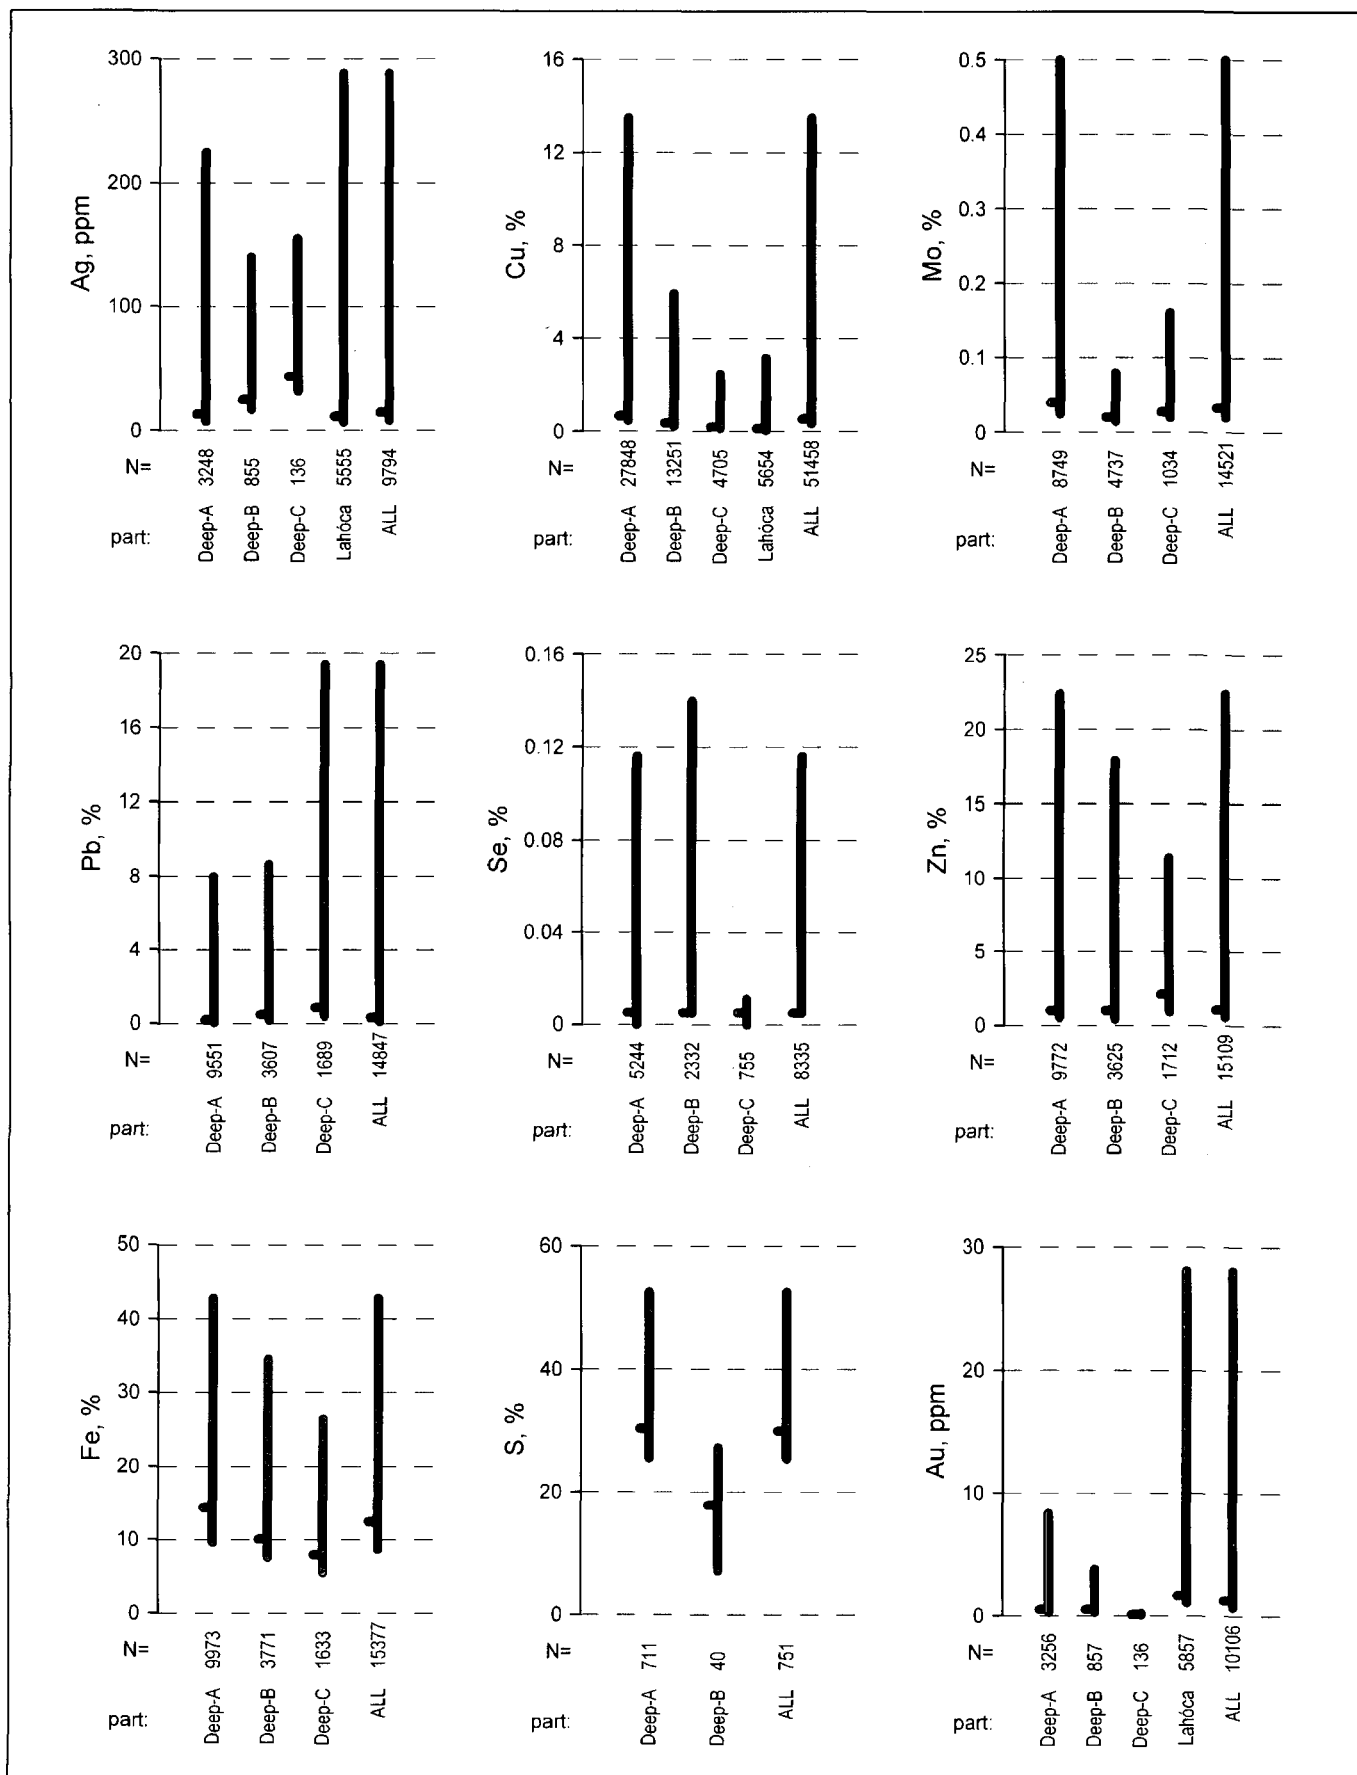 Ag, ppm
300
200
100
0
N= 3248 855 136 5555 9794
part: Deep-A Deep-B Deep-C Lahóca ALL
Cu, %
16
12
8
4
0
N= 27848 13251 4705 5654 51458
part: Deep-A Deep-B Deep-C Lahóca ALL
Mo, %
0.5
0.4
0.3
0.2
0.1
0
N= 8749 4737 1034 14521
part: Deep-A Deep-B Deep-C ALL
Pb, %
20
16
12
8
4
0
N= 9551 3607 1689 14847
part: Deep-A Deep-B Deep-C ALL
Se, %
0.16
0.12
0.08
0.04
0
N= 5244 2332 755 8335
part: Deep-A Deep-B Deep-C ALL
Zn, %
25
20
15
10
5
0
N= 9772 3625 1712 15109
part: Deep-A Deep-B Deep-C ALL
Fe, %
50
40
30
20
10
0
N= 9973 3771 1633 15377
part: Deep-A Deep-B Deep-C ALL
S, %
60
40
20
0
N= 711 40 751
part: Deep-A Deep-B ALL
Au, ppm
30
20
10
0
N= 3256 857 136 5857 10106
part: Deep-A Deep-B Deep-C Lahóca ALL